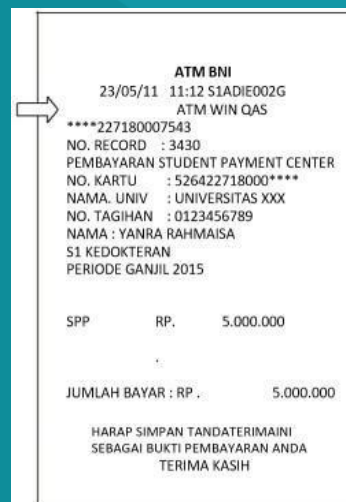 ATM BNI
23/05/11 11:12 S1ADIE002G
ATM WIN QAS
****227180007543
NO. RECORD : 3430
PEMBAYARAN STUDENT PAYMENT CENTER
NO. KARTU : 526422718000****
NAMA. UNIV : UNIVERSITAS XXX
NO. TAGIHAN : 0123456789
NAMA : YANRA RAHMAISA
S1 KEDOKTERAN
PERIODE GANJIL 2015
SPP RP. 5.000.000
.
JUMLAH BAYAR : RP . 5.000.000
HARAP SIMPAN TANDATERIMAINI
SEBAGAI BUKTI PEMBAYARAN ANDA
TERIMA KASIH